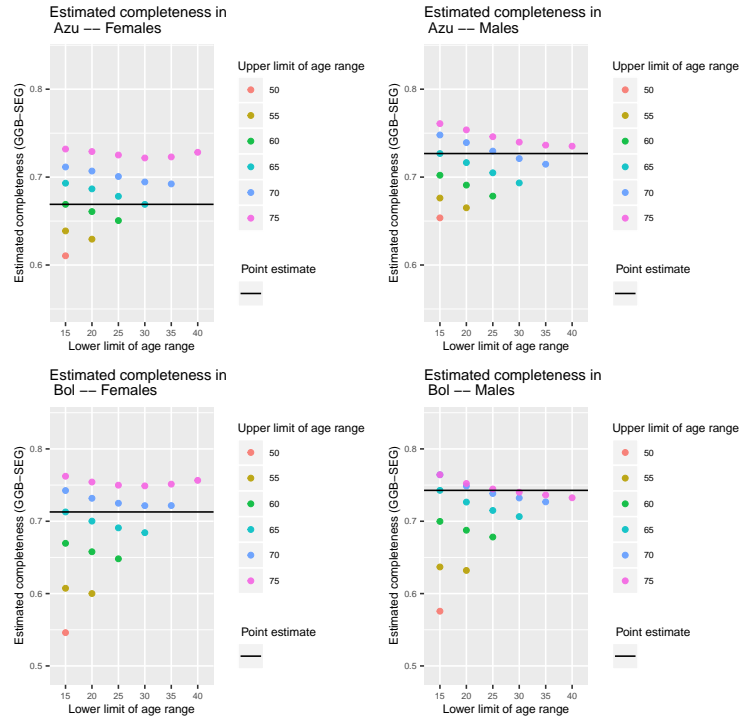 Estimated completeness in
Azu −− Females
Estimated completeness (GGB−SEG)
0.8
0.7
0.6
15 20 25 30 35 40
Lower limit of age range
Upper limit of age range
50
55
60
65
70
75
Point estimate
Estimated completeness in
Azu −− Males
Estimated completeness (GGB−SEG)
0.8
0.7
0.6
15 20 25 30 35 40
Lower limit of age range
Upper limit of age range
50
55
60
65
70
75
Point estimate
Estimated completeness in
Bol −− Females
Estimated completeness (GGB−SEG)
0.8
0.7
0.6
0.5
15 20 25 30 35 40
Lower limit of age range
Upper limit of age range
50
55
60
65
70
75
Point estimate
Estimated completeness in
Bol −− Males
Estimated completeness (GGB−SEG)
0.8
0.7
0.6
0.5
15 20 25 30 35 40
Lower limit of age range
Upper limit of age range
50
55
60
65
70
75
Point estimate